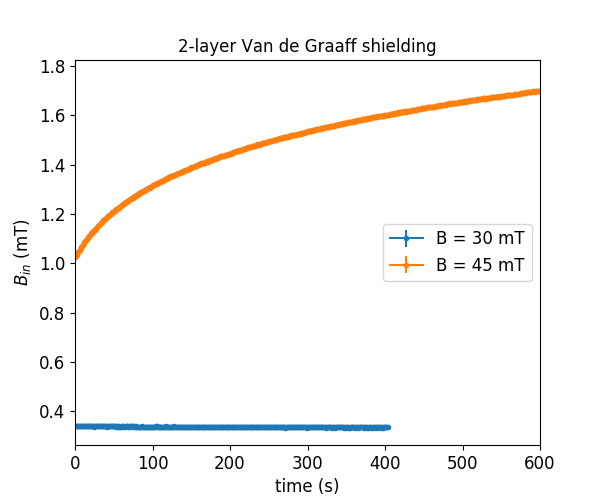 2-layer Van de Graaff shielding
1.8
1.6
1.4
1.2
1.0
0.8
0.6
0.4
B_in (mT)
B = 30 mT
B = 45 mT
0 100 200 300 400 500 600
time (s)